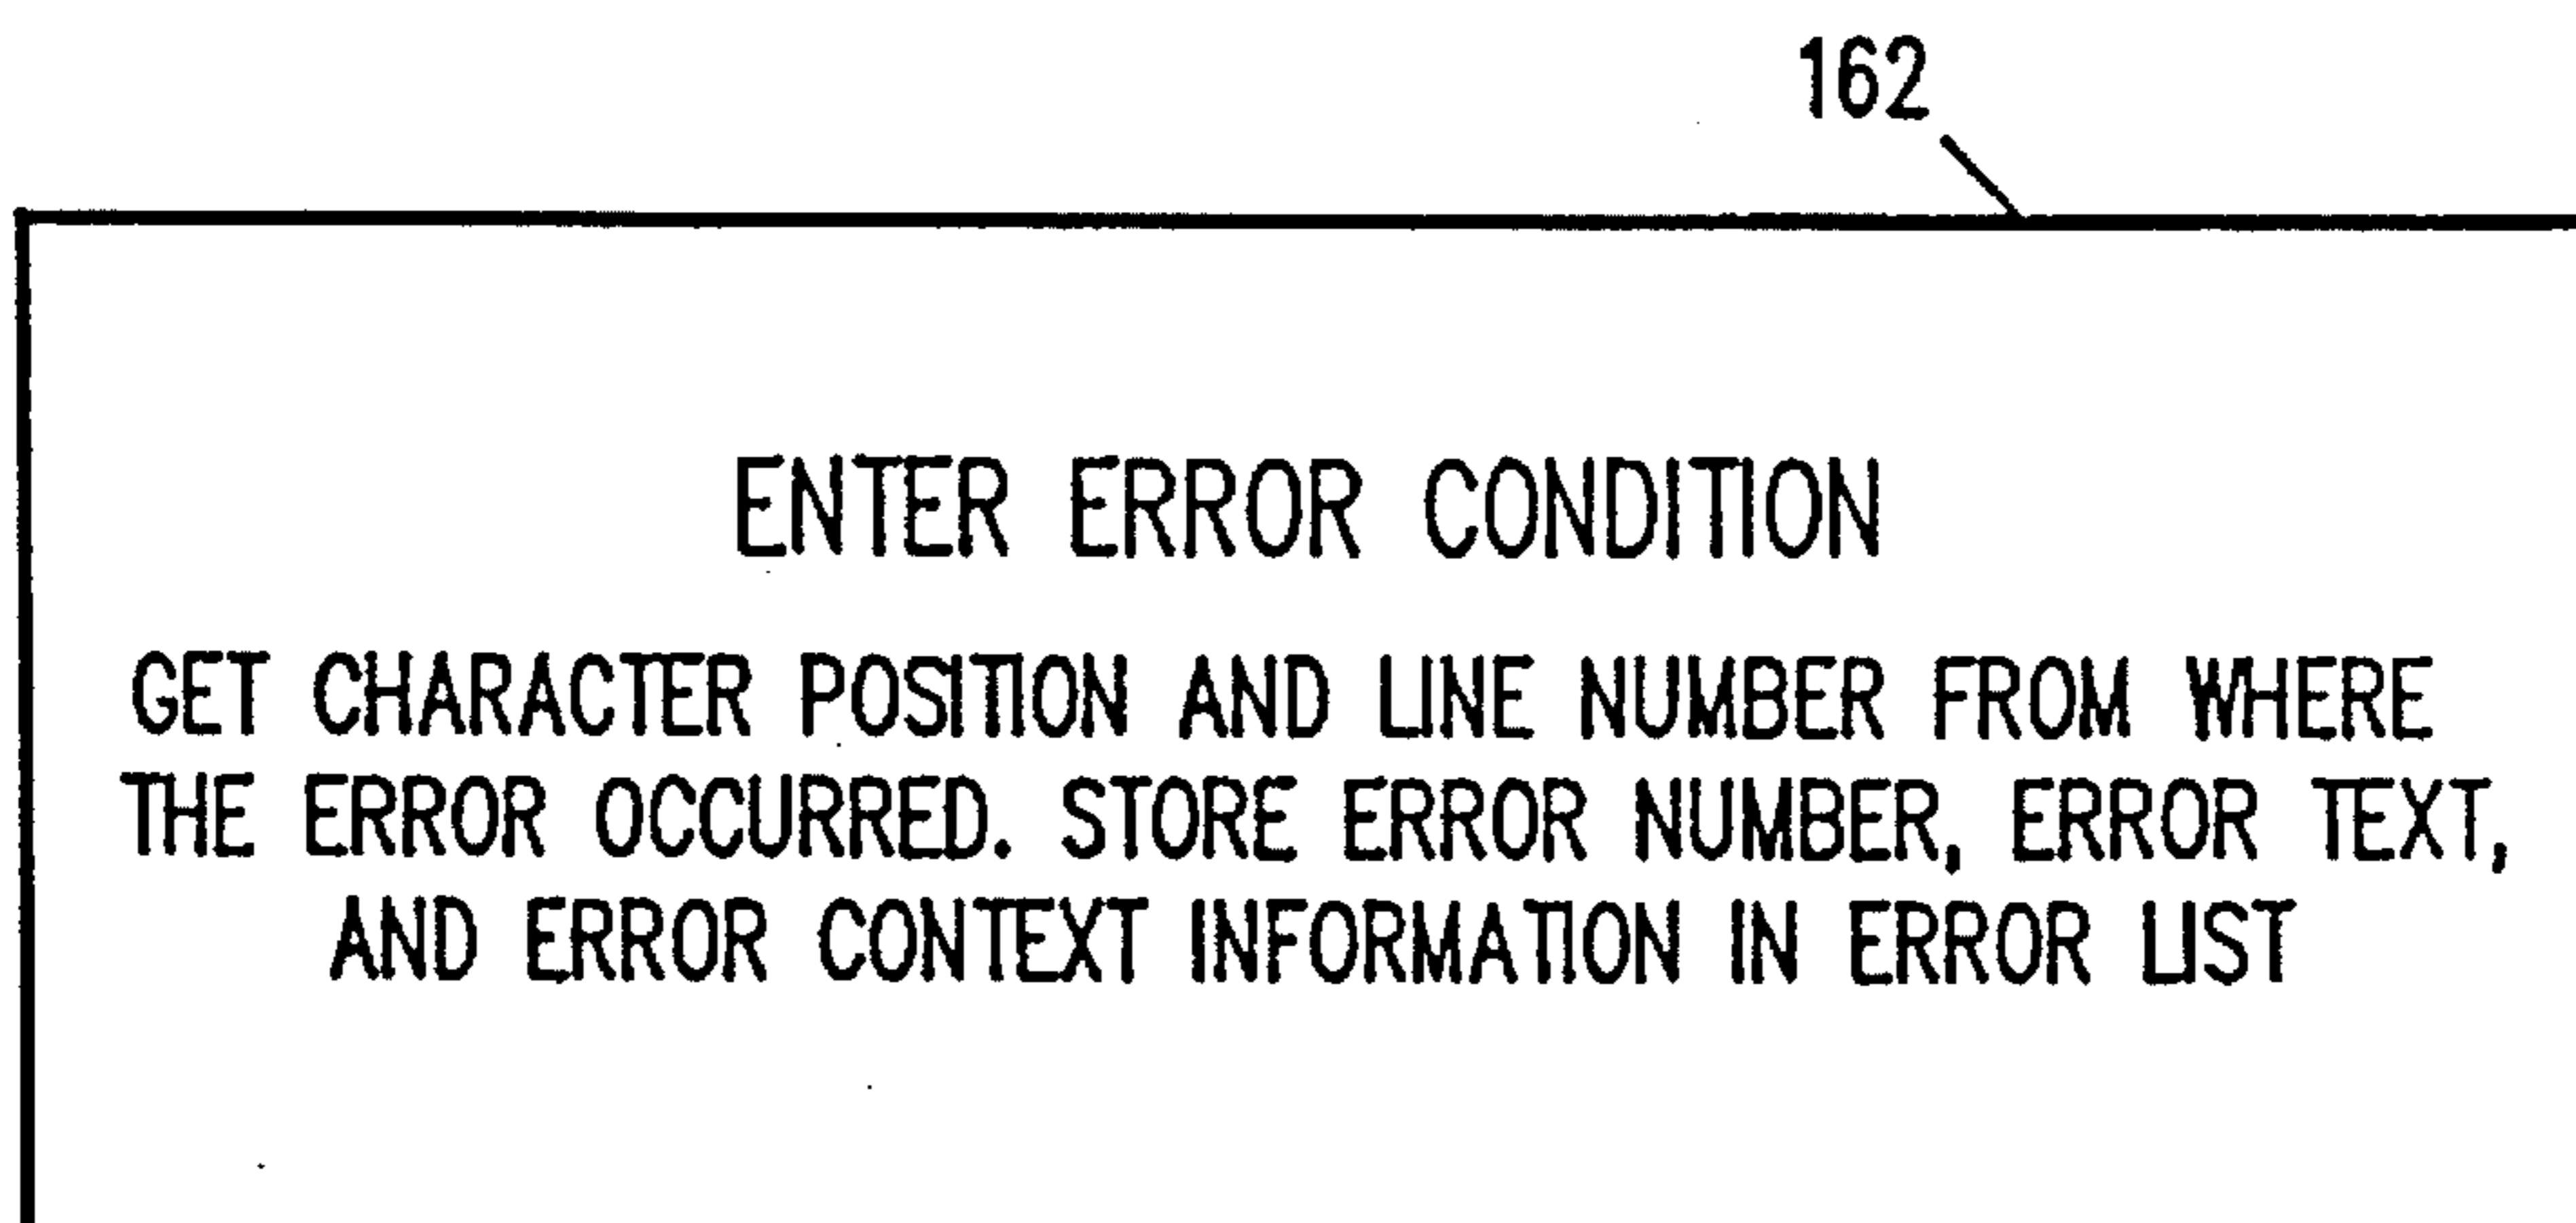 162
ENTER ERROR CONDITION
GET CHARACTER POSITION AND LINE NUMBER FROM WHERE
THE ERROR OCCURRED. STORE ERROR NUMBER, ERROR TEXT,
AND ERROR CONTEXT INFORMATION IN ERROR LIST